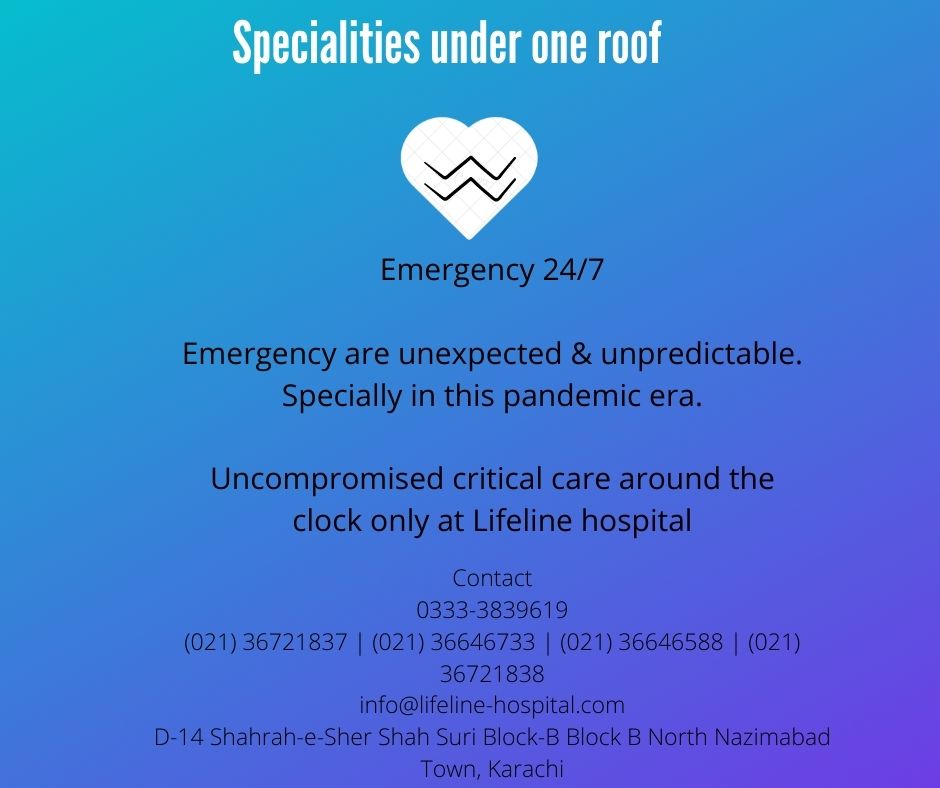 Specialities under one roof
Emergency 24/7
Emergency are unexpected & unpredictable.
Specially in this pandemic era.
Uncompromised critical care around the
clock only at Lifeline hospital
Contact
0333-3839619
(021) 36721837 | (021) 36646733 | (021) 36646588 | (021)
36721838
info@lifeline-hospital.com
D-14 Shahrah-e-Sher Shah Suri Block-B Block B North Nazimabad
Town, Karachi